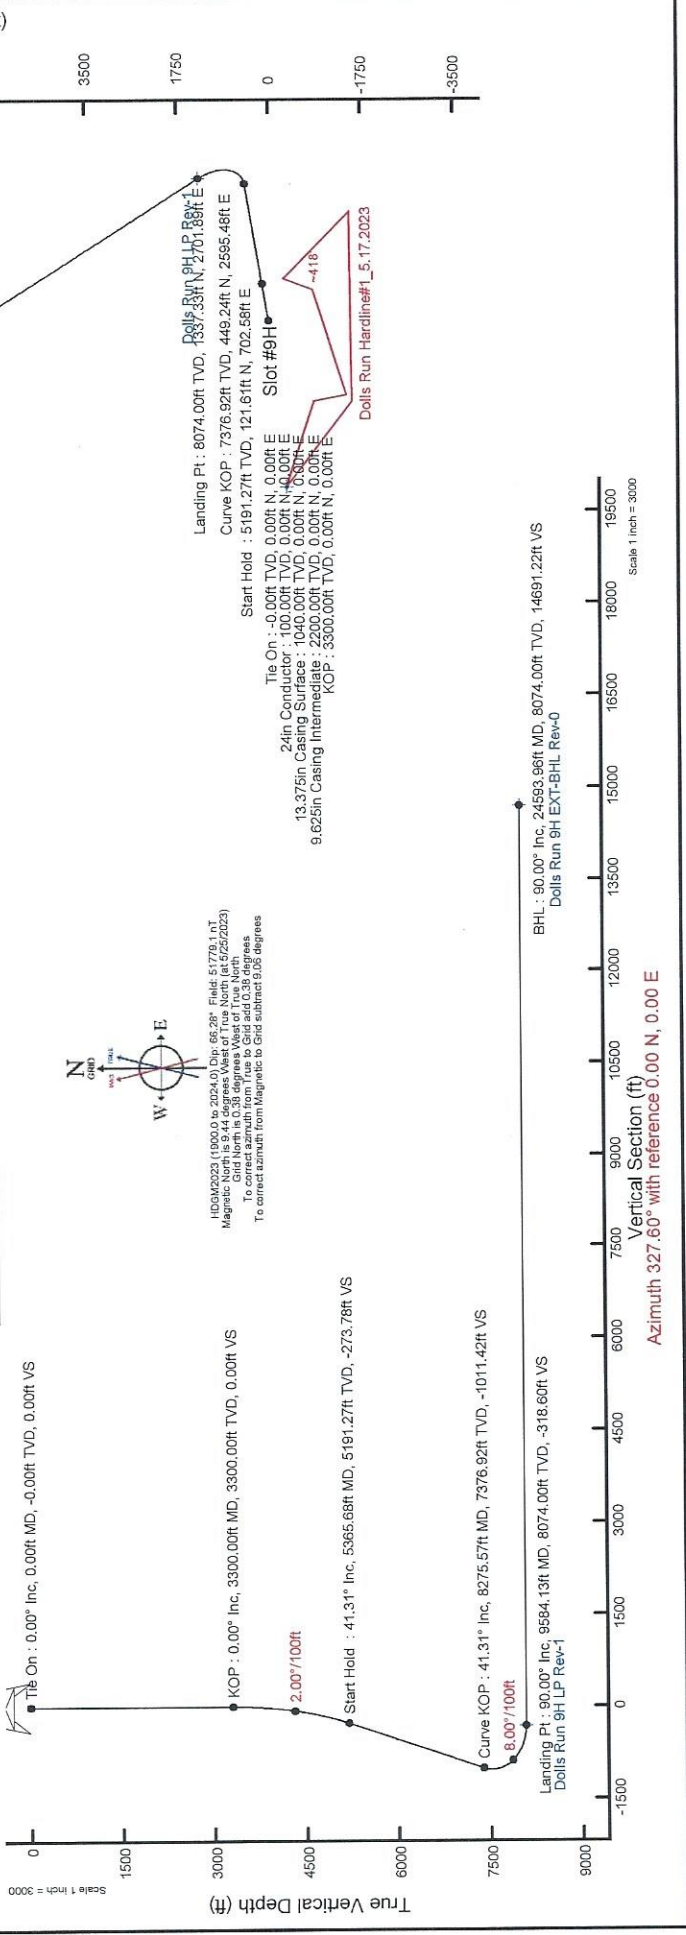 )
3500
1750
0
-1750
-3500
Dolls Run 9H LP Rev-1
Landing Pt : 8074.00ft TVD, 1337.33ft N, 2701.89ft E
Curve KOP : 7376.92ft TVD, 449.24ft N, 2595.48ft E
Start Hold : 5191.27ft TVD, 121.61ft N, 702.58ft E
Slot #9H
~418'
Dolls Run Hardline#1_5.17.2023
Tie On : -0.00ft TVD, 0.00ft N, 0.00ft E
24in Conductor : 100.00ft TVD, 0.00ft N, 0.00ft E
13.375in Casing Surface : 1040.00ft TVD, 0.00ft N, 0.00ft E
9.625in Casing Intermediate : 2200.00ft TVD, 0.00ft N, 0.00ft E
KOP : 3300.00ft TVD, 0.00ft N, 0.00ft E
N
GRID
MAG
TRUE
W
E
HDGM2023 (1900.0 to 2024.0) Dip: 66.28° Field: 51779.1 nT
Magnetic North is 9.44 degrees West of True North (at 5/25/2023)
Grid North is 0.38 degrees West of True North
To correct azimuth from True to Grid add 0.38 degrees
To correct azimuth from Magnetic to Grid subtract 9.06 degrees
Tie On : 0.00° Inc, 0.00ft MD, -0.00ft TVD, 0.00ft VS
KOP : 0.00° Inc, 3300.00ft MD, 3300.00ft TVD, 0.00ft VS
2.00°/100ft
Start Hold : 41.31° Inc, 5365.68ft MD, 5191.27ft TVD, -273.78ft VS
Curve KOP : 41.31° Inc, 8275.57ft MD, 7376.92ft TVD, -1011.42ft VS
8.00°/100ft
Landing Pt : 90.00° Inc, 9584.13ft MD, 8074.00ft TVD, -318.60ft VS
Dolls Run 9H LP Rev-1
BHL : 90.00° Inc, 24593.96ft MD, 8074.00ft TVD, 14691.22ft VS
Dolls Run 9H EXT-BHL Rev-0
Scale 1 inch = 3000
True Vertical Depth (ft)
0
1500
3000
4500
6000
7500
9000
-1500
0
1500
3000
4500
6000
7500
9000
10500
12000
13500
15000
16500
18000
19500
Scale 1 inch = 3000
Vertical Section (ft)
Azimuth 327.60° with reference 0.00 N, 0.00 E